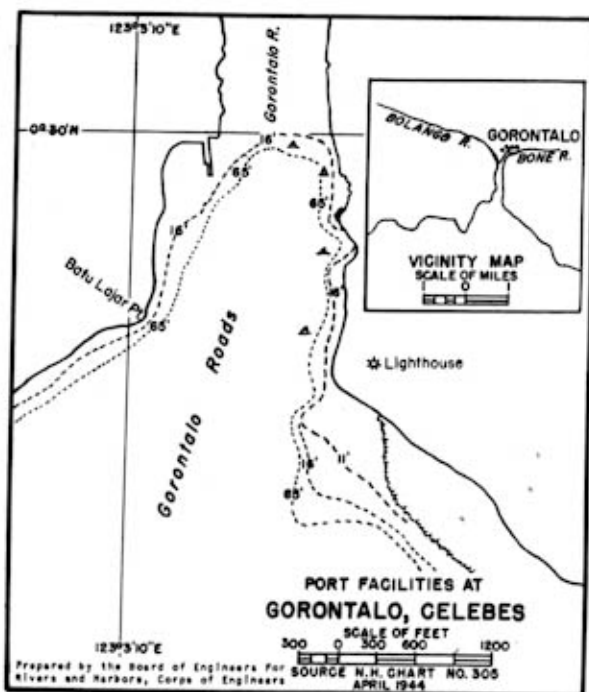 123°3'10"E
Gorontalo R.
0°30'N
16'
65'
65'
16'
Batu Lajar Pt.
65'
Gorontalo Roads
BOLANGO R.
GORONTALO
BONE R.
VICINITY MAP
SCALE OF MILES
1 0 1
Lighthouse
16'
11'
65'
PORT FACILITIES AT
GORONTALO, CELEBES
SCALE OF FEET
300 0 300 600 1200
123°3'10"E
Prepared by the Board of Engineers For
Rivers and Harbors, Corps of Engineers
SOURCE N.H. CHART NO. 305
APRIL 1944